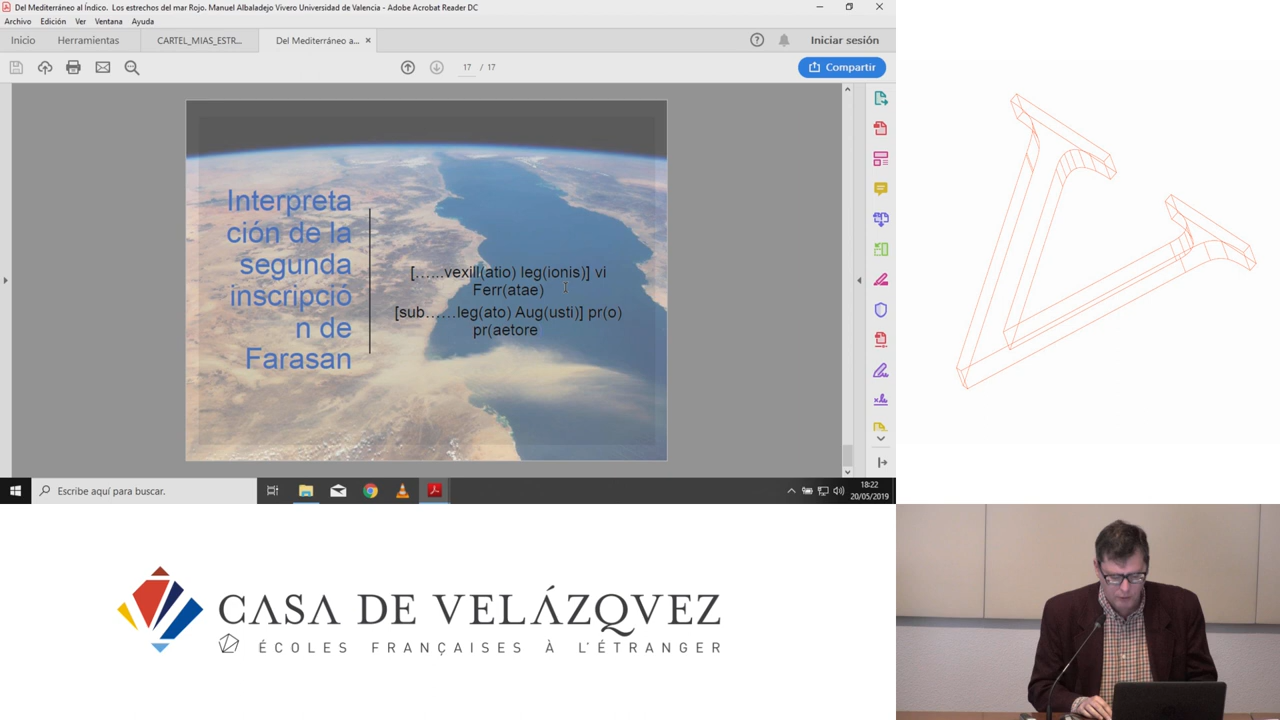 Del Mediterráneo al Índico. Los estrechos del mar Rojo. Manuel Albaladejo Vivero Universidad de Valencia - Adobe Acrobat Reader DC
Archivo Edición Ver Ventana Ayuda
Inicio Herramientas CARTEL_MIAS_ESTR... Del Mediterráneo a... × Iniciar sesión
17 / 17 Compartir
Interpreta
ción de la
segunda
inscripció
n de
Farasan
[……vexill(atio) leg(ionis)] vi
Ferr(atae)
[sub……leg(ato) Aug(usti)] pr(o)
pr(aetore
Escribe aquí para buscar.
18:22
20/05/2019
CASA DE VELÁZQVEZ
ÉCOLES FRANÇAISES À L'ÉTRANGER